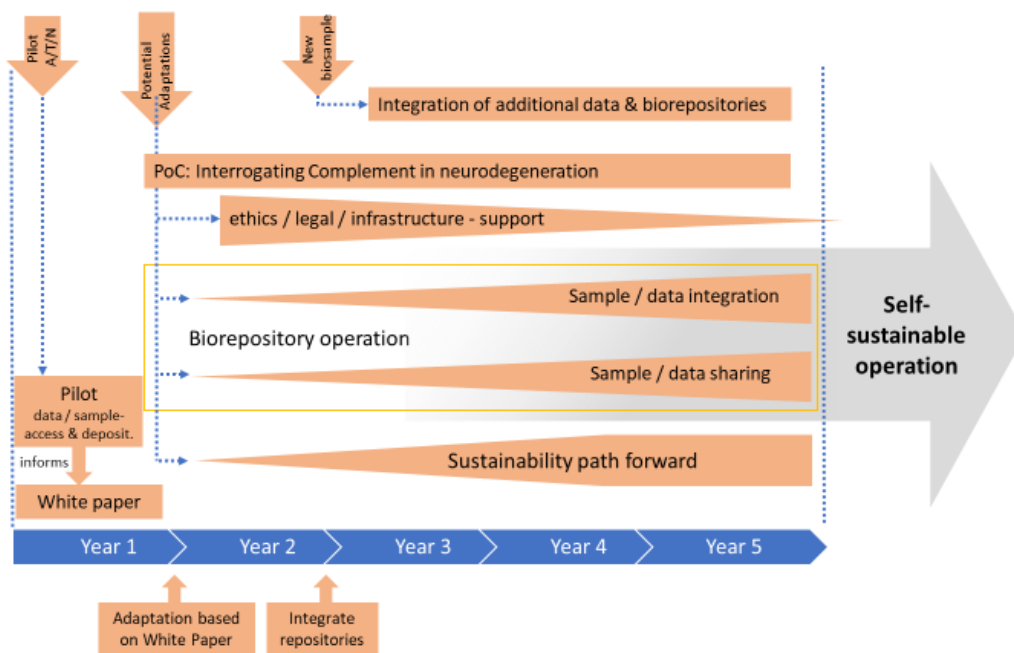 Pilot
A/T/N
Potential
Adaptations
New
biosample
Integration of additional data & biorepositories
PoC: Interrogating Complement in neurodegeneration
ethics / legal / infrastructure - support
Sample / data integration
Biorepository operation
Sample / data sharing
Self-
sustainable
operation
Pilot
data / sample-
access & deposit.
informs
White paper
Sustainability path forward
Year 1
Year 2
Year 3
Year 4
Year 5
Adaptation based
on White Paper
Integrate
repositories